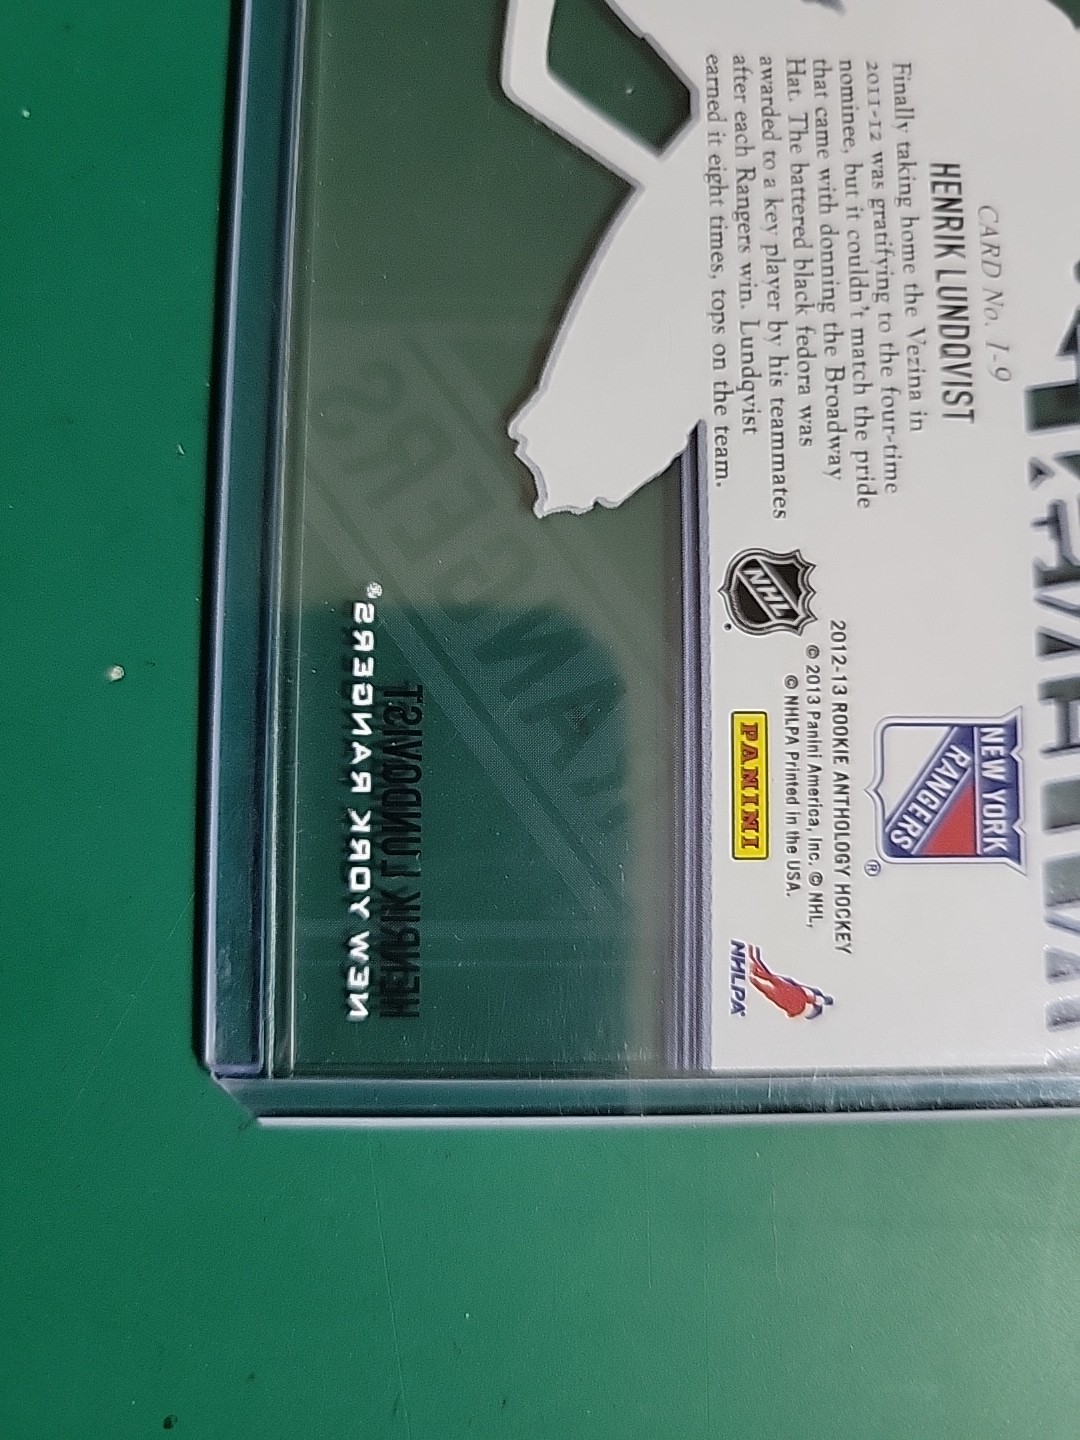 CARD No. I-9
HENRIK LUNDQVIST
Finally taking home the Vezina in
2011-12 was gratifying to the four-time
nominee, but it couldn't match the pride
that came with donning the Broadway
Hat. The battered black fedora was
awarded to a key player by his teammates
after each Rangers win. Lundqvist
earned it eight times, tops on the team.
NHL
NEW YORK
RANGERS
®
2012-13 ROOKIE ANTHOLOGY HOCKEY
© 2013 Panini America, Inc. © NHL,
© NHLPA Printed in the USA.
PANINI
NHLPA
RANGERS
HENRIK LUNDQVIST
NEW YORK RANGERS®